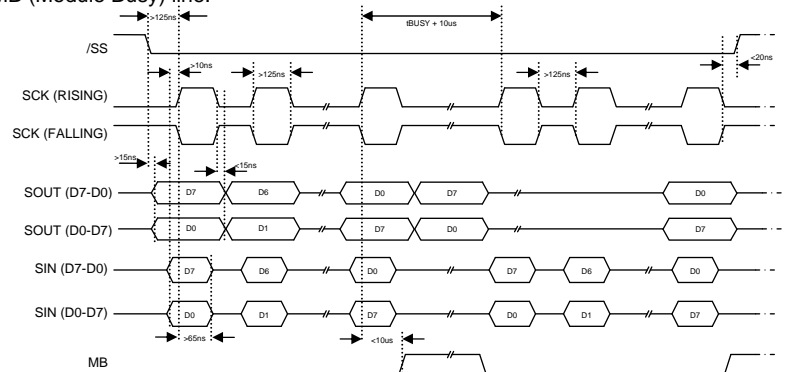 MB (Module Busy) line.
>125ns
tBUSY + 10us
/SS
<20ns
>10ns
>125ns
>125ns
SCK (RISING)
SCK (FALLING)
>15ns
<15ns
SOUT (D7-D0) D7 D6 D0 D7 D0
SOUT (D0-D7) D0 D1 D7 D0 D7
SIN (D7-D0) D7 D6 D0 D7 D6 D0
SIN (D0-D7) D0 D1 D7 D0 D1 D7
>65ns
<10us
MB